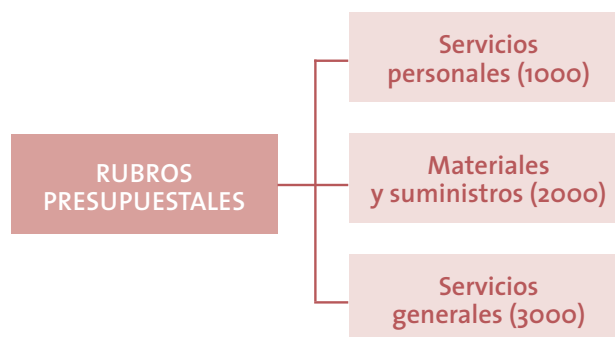 RUBROS
PRESUPUESTALES
Servicios
personales (1000)
Materiales
y suministros (2000)
Servicios
generales (3000)